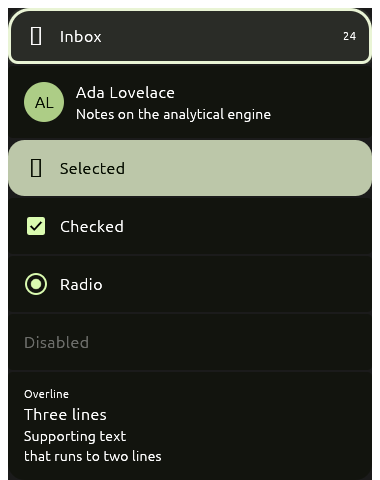 Inbox 24
AL
Ada Lovelace
Notes on the analytical engine
Selected
Checked
Radio
Disabled
Overline
Three lines
Supporting text
that runs to two lines